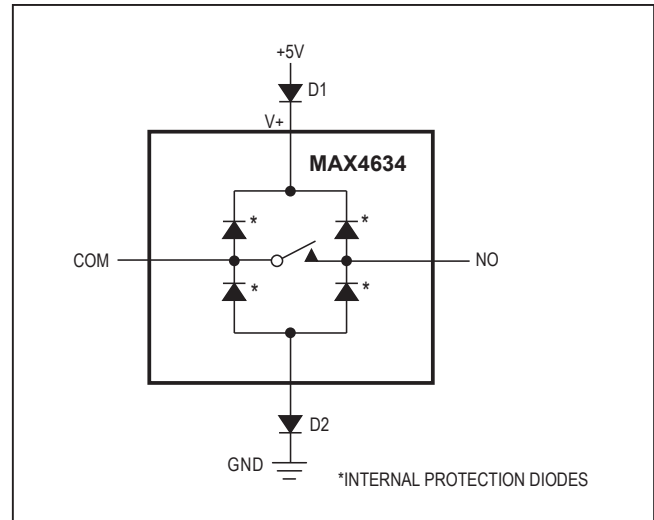 +5V
D1
V+
MAX4634
*
*
COM
NO
*
*
D2
GND
*INTERNAL PROTECTION DIODES